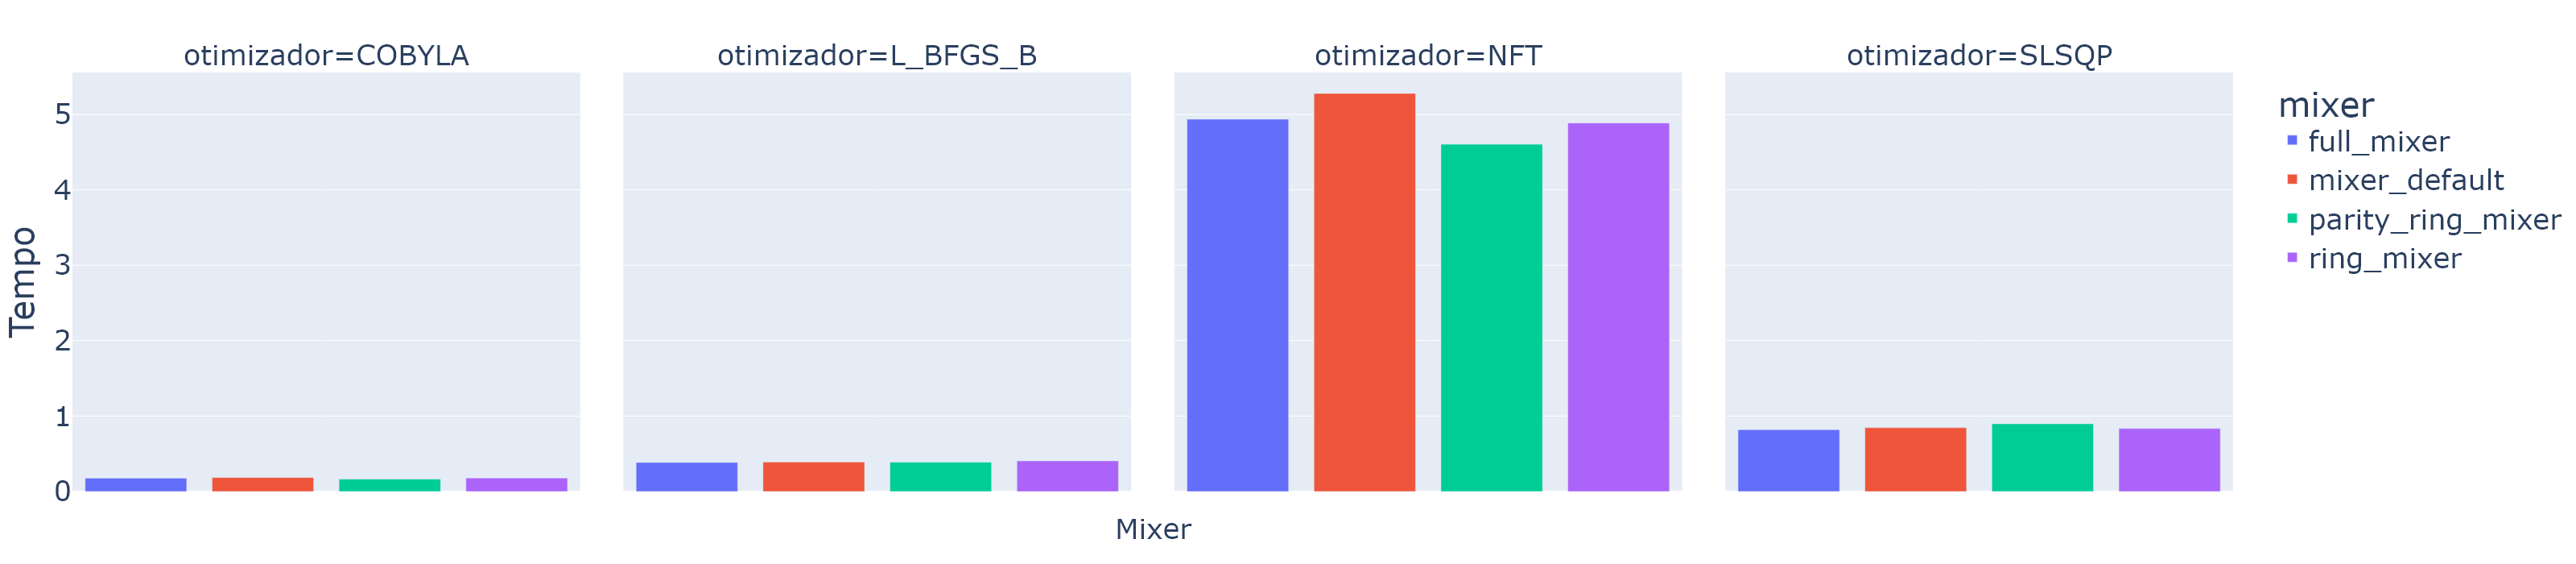 otimizador=COBYLA
otimizador=L_BFGS_B
otimizador=NFT
otimizador=SLSQP
Tempo
5
4
3
2
1
0
Mixer
mixer
full_mixer
mixer_default
parity_ring_mixer
ring_mixer